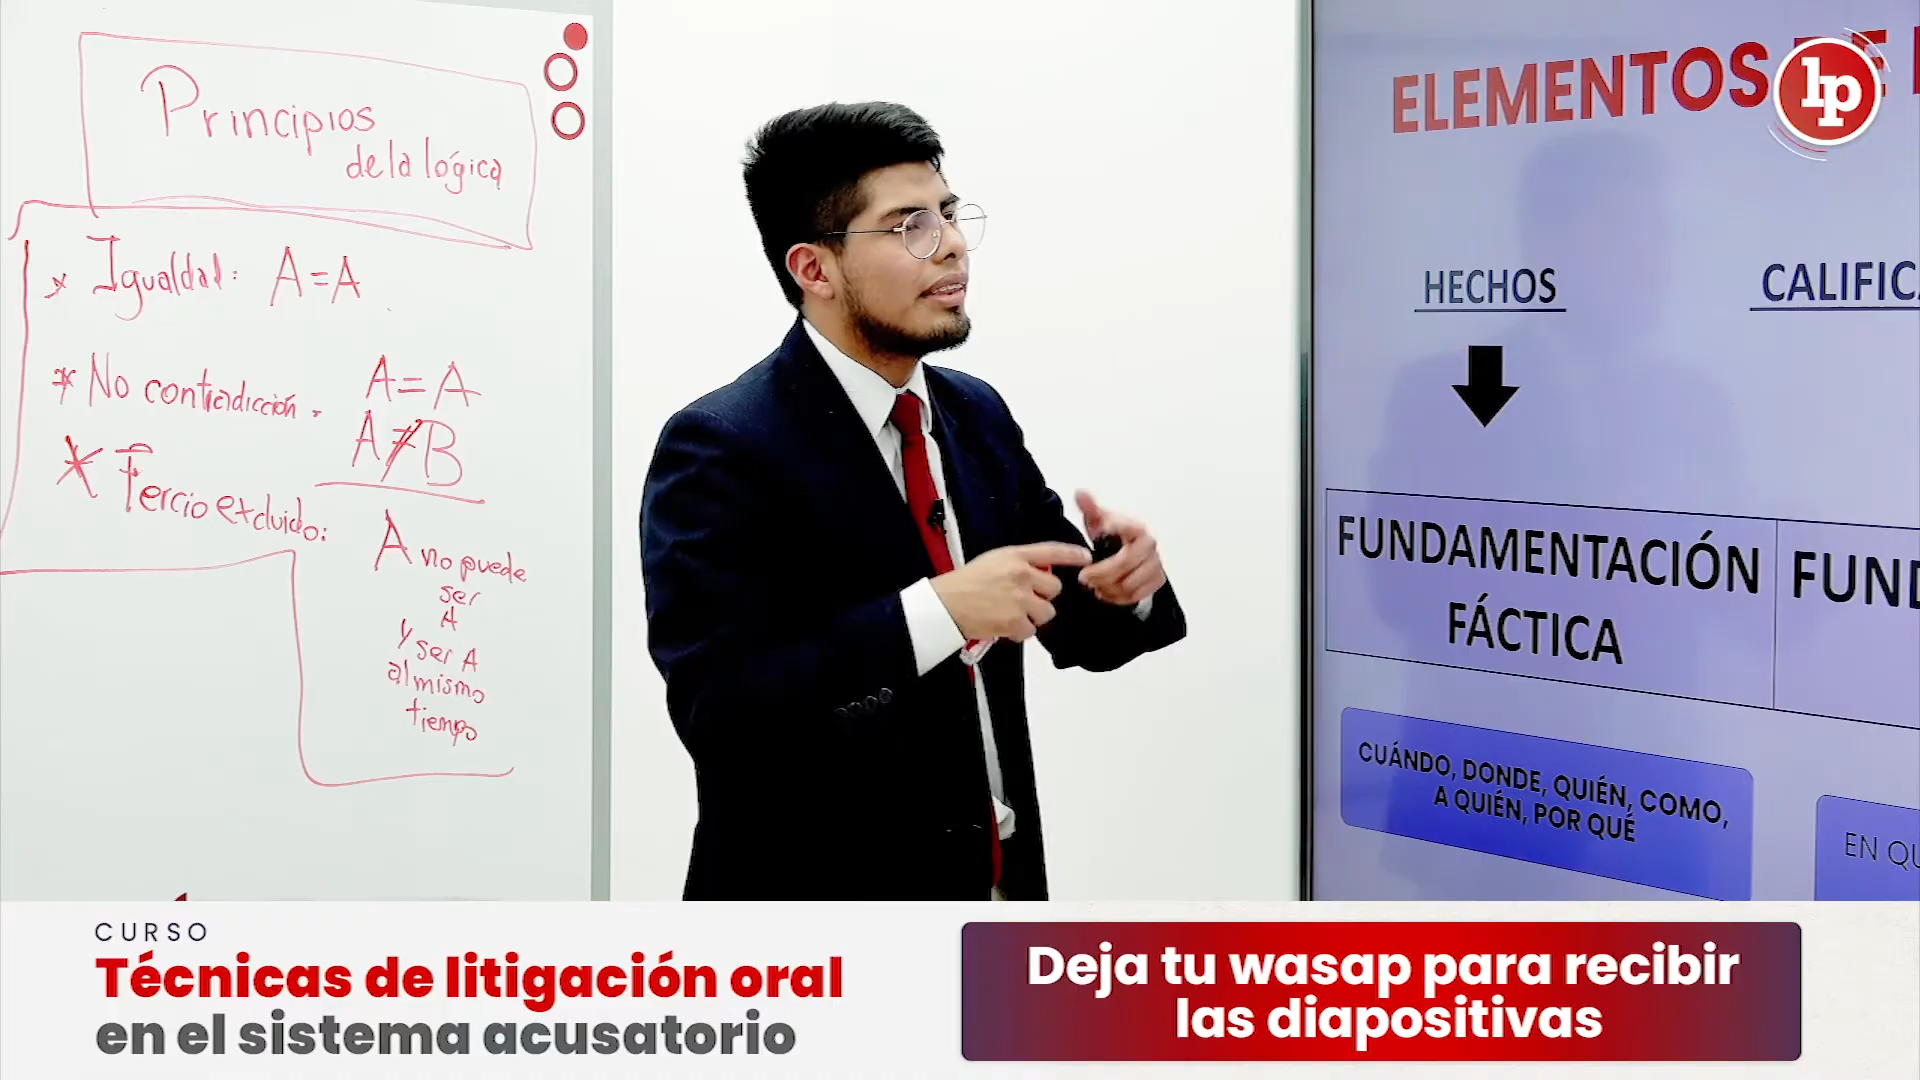 Principios
de la lógica
* Igualdad: A = A
* No contradicción. A = A
A ≠ B
* Tercio excluido:
A no puede
ser
A
y ser A
al mismo
tiempo
ELEMENTOS
lp
HECHOS
CALIFICA
FUNDAMENTACIÓN
FÁCTICA
FUND
CUÁNDO, DONDE, QUIÉN, COMO,
A QUIÉN, POR QUÉ
EN QU
CURSO
Técnicas de litigación oral
en el sistema acusatorio
Deja tu wasap para recibir
las diapositivas